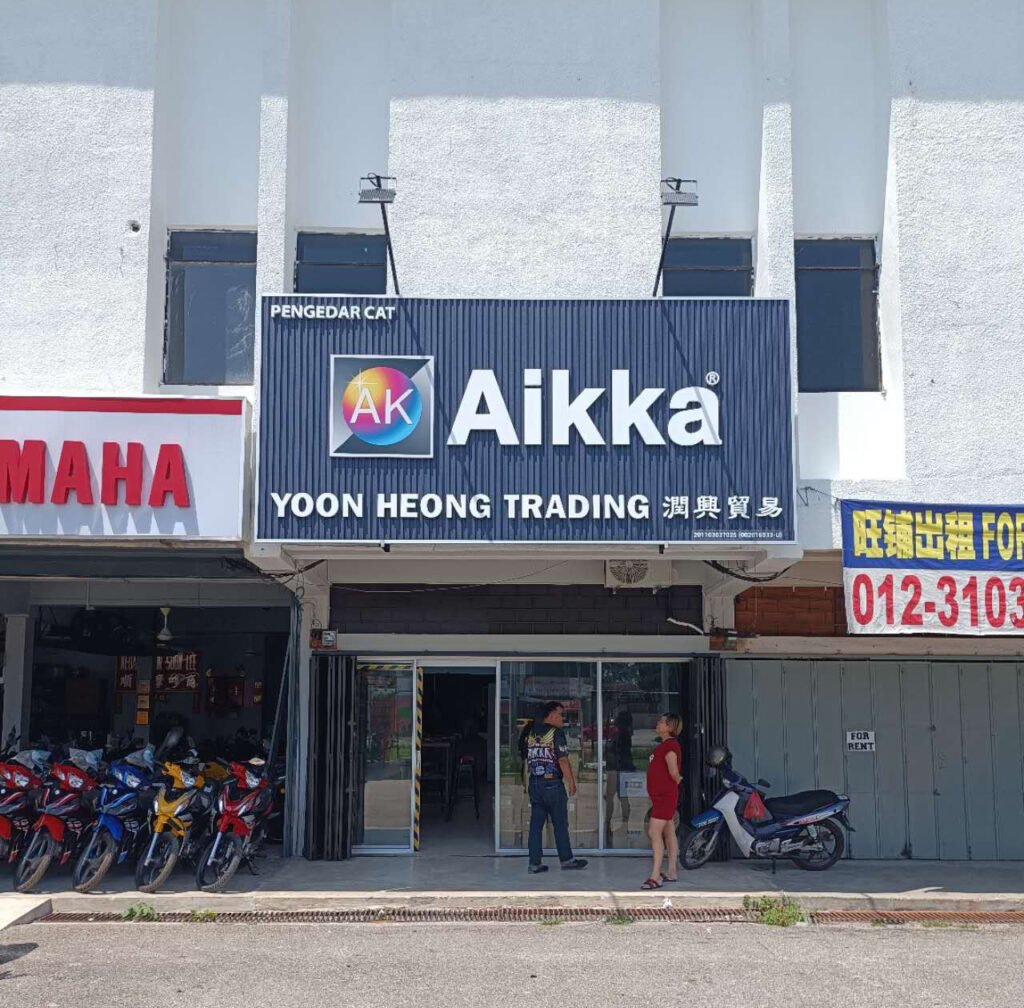 PENGEDAR CAT
AK Aikka®
YOON HEONG TRADING 潤興貿易
MAHA
旺铺出租 FOR
012-3103
FOR
RENT